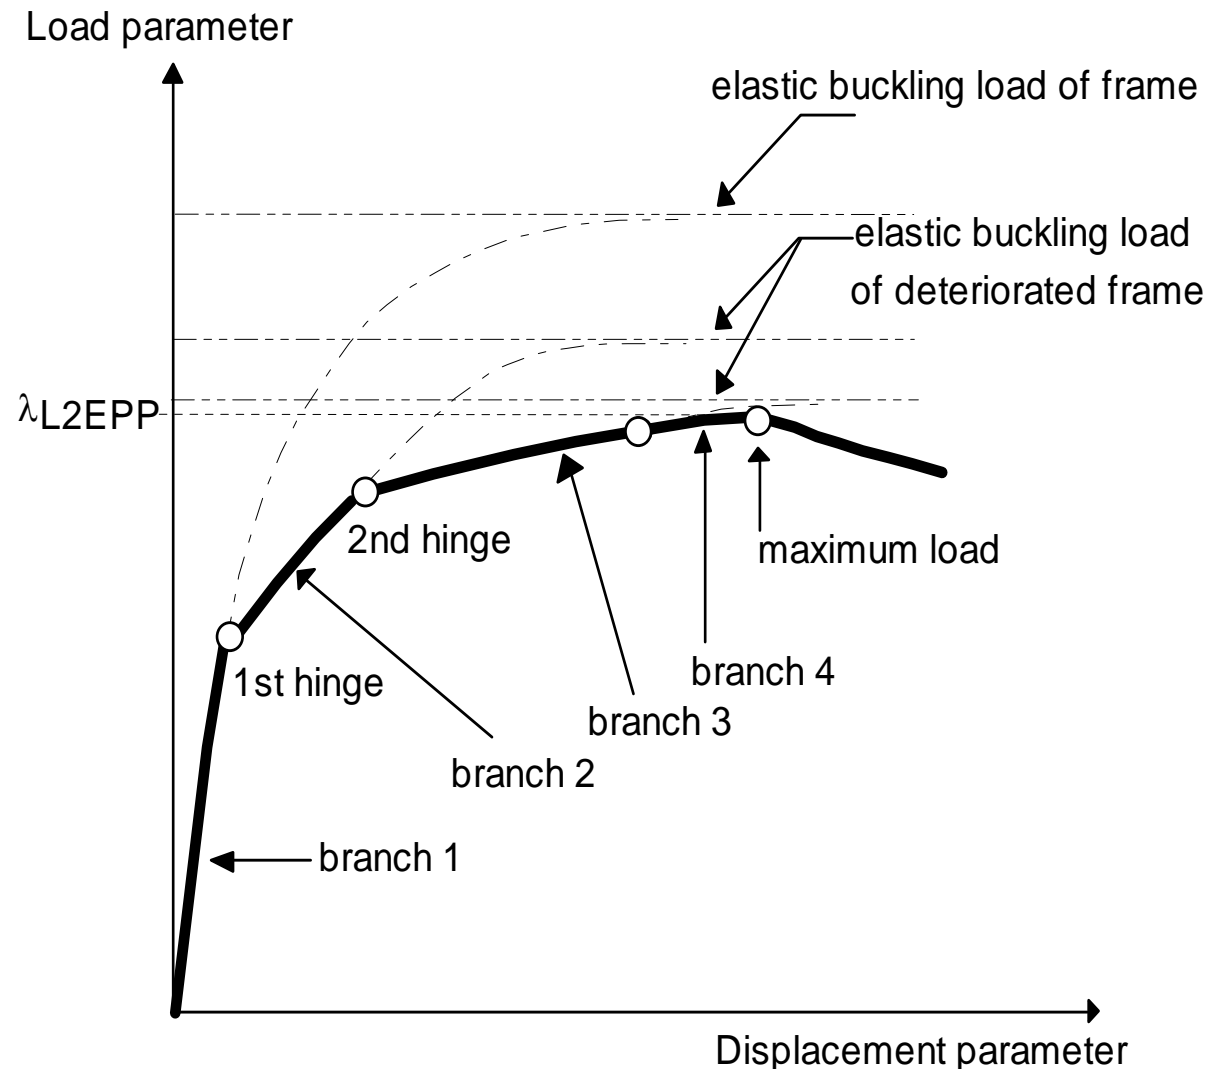 Load parameter
elastic buckling load of frame
elastic buckling load
of deteriorated frame
λL2EPP
2nd hinge
maximum load
1st hinge
branch 4
branch 3
branch 2
branch 1
Displacement parameter